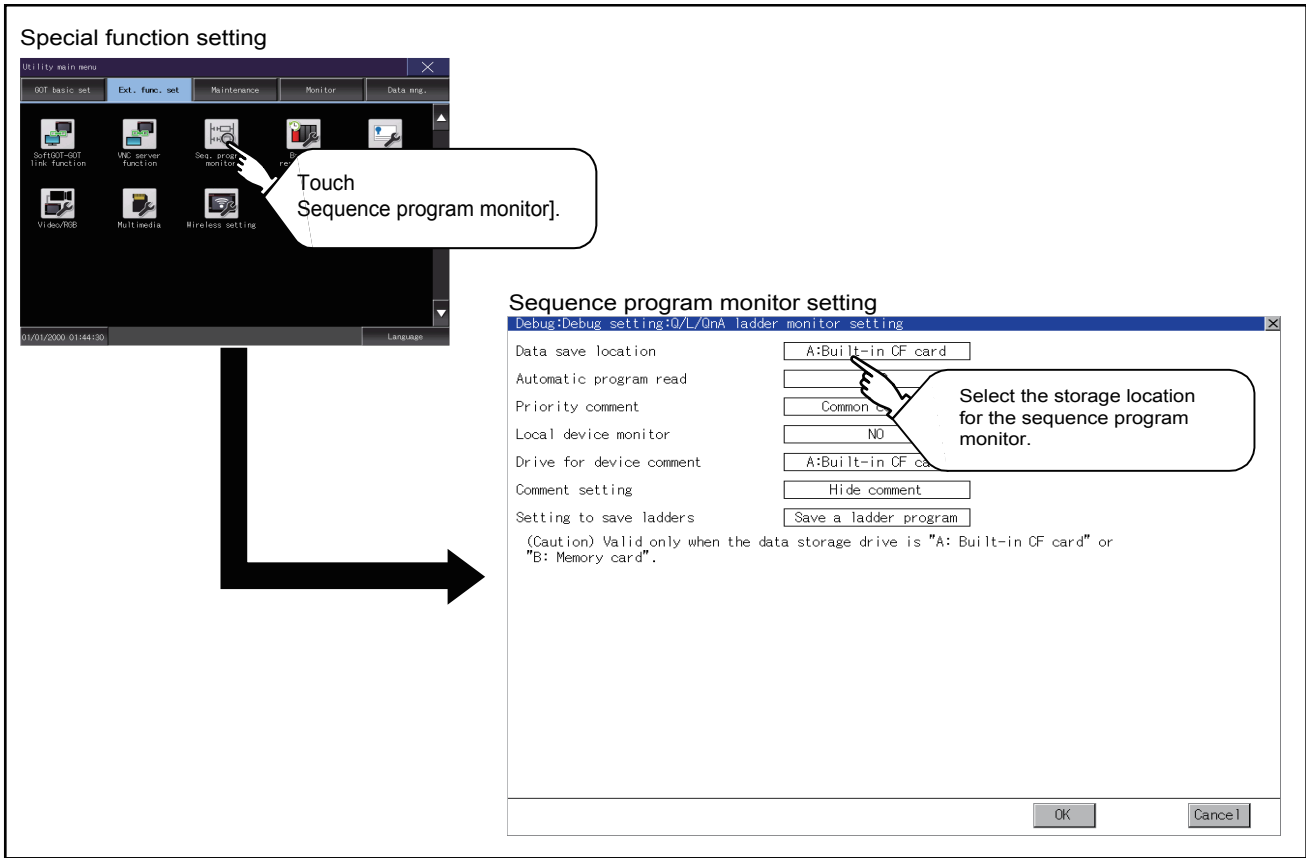 Special function setting
Utility main menu
GOT basic set Ext. func. set Maintenance Monitor Data mng.
SoftGOT-GOT link function
VNC server function
Seq. monitor
Touch
Sequence program monitor].
Video/RGB Multimedia Wireless setting
01/01/2000 01:44:30 Language
Sequence program monitor setting
Debug:Debug setting:Q/L/QnA ladder monitor setting
Data save location A:Built-in CF card
Automatic program read
Priority comment Common
Local device monitor NO
Drive for device comment A:Built-in CF
Comment setting Hide comment
Setting to save ladders Save a ladder program
Select the storage location
for the sequence program
monitor.
(Caution) Valid only when the data storage drive is "A: Built-in CF card" or
"B: Memory card".
OK Cancel